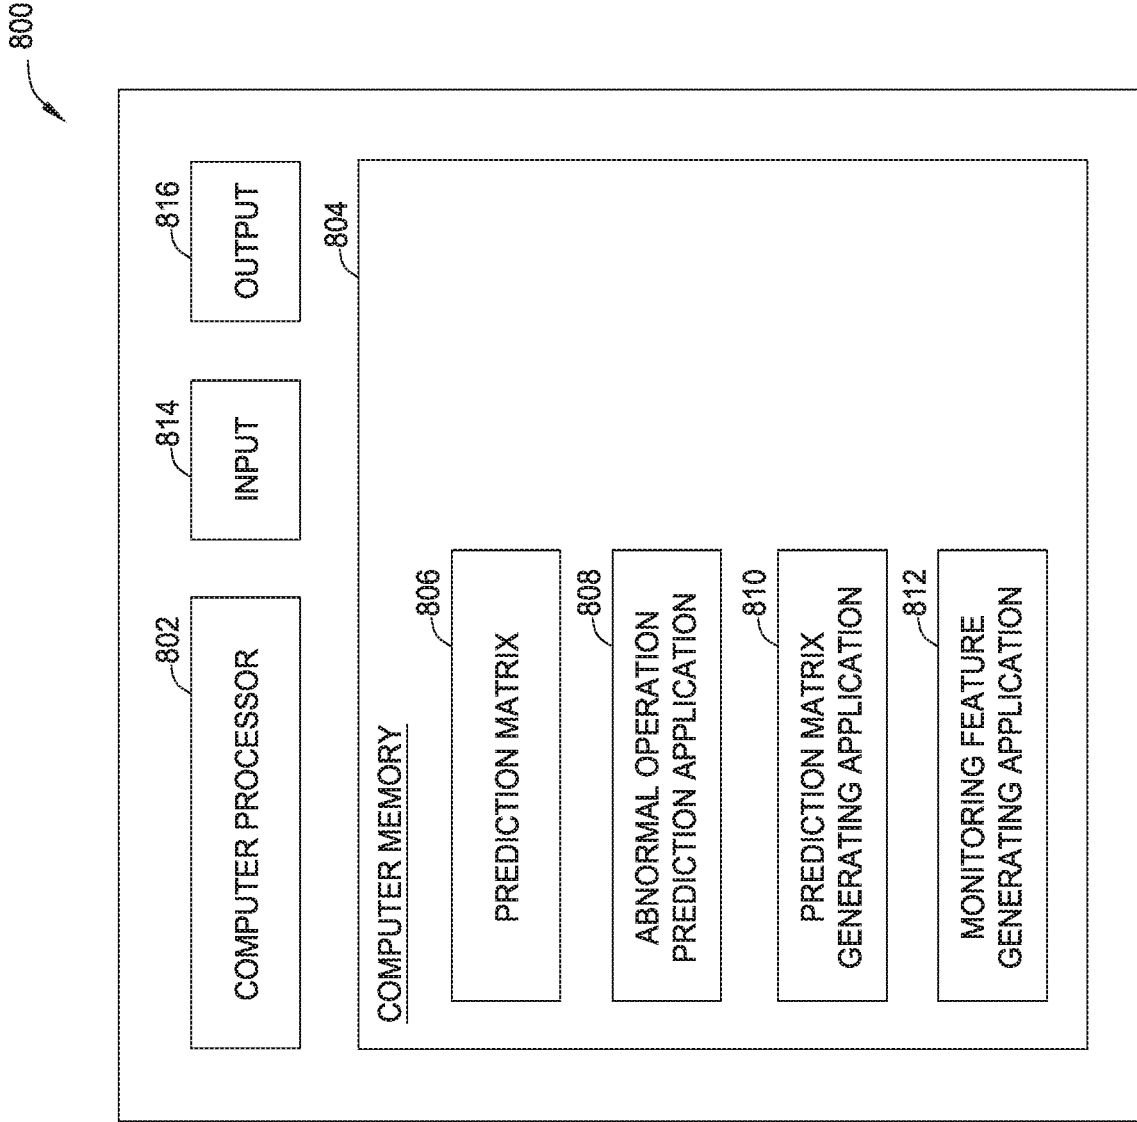 800
802
COMPUTER PROCESSOR
814
INPUT
816
OUTPUT
804
COMPUTER MEMORY
806
PREDICTION MATRIX
808
ABNORMAL OPERATION
PREDICTION APPLICATION
810
PREDICTION MATRIX
GENERATING APPLICATION
812
MONITORING FEATURE
GENERATING APPLICATION